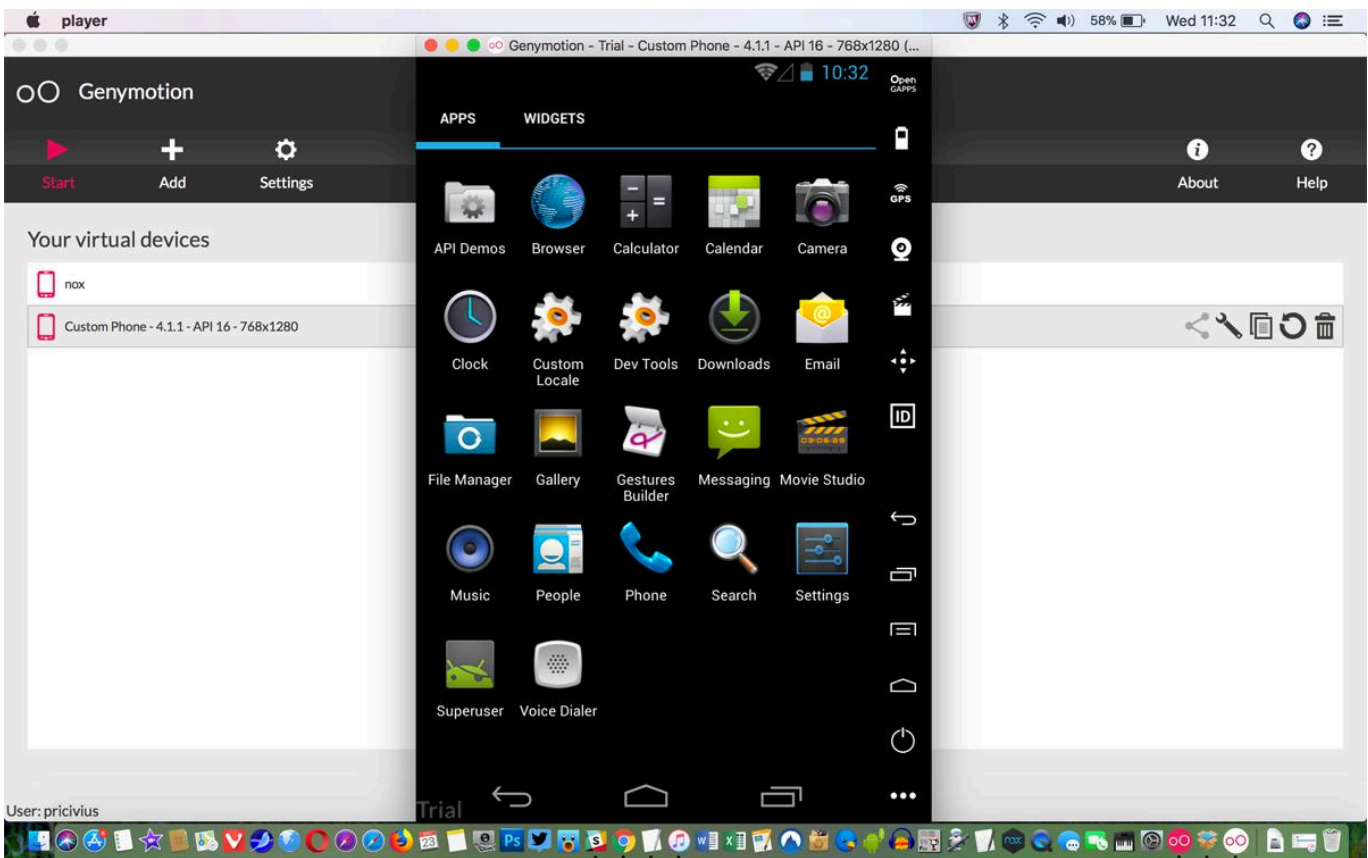 player 58% Wed 11:32
Genymotion - Trial - Custom Phone - 4.1.1 - API 16 - 768x1280 (...
Genymotion
Start Add Settings About Help
Your virtual devices
nox
Custom Phone - 4.1.1 - API 16 - 768x1280
User: pricivius
10:32
APPS WIDGETS
API Demos Browser Calculator Calendar Camera
Clock Custom Locale Dev Tools Downloads Email
File Manager Gallery Gestures Builder Messaging Movie Studio
Music People Phone Search Settings
Superuser Voice Dialer
Trial
Open
GAPPS
GPS
ID